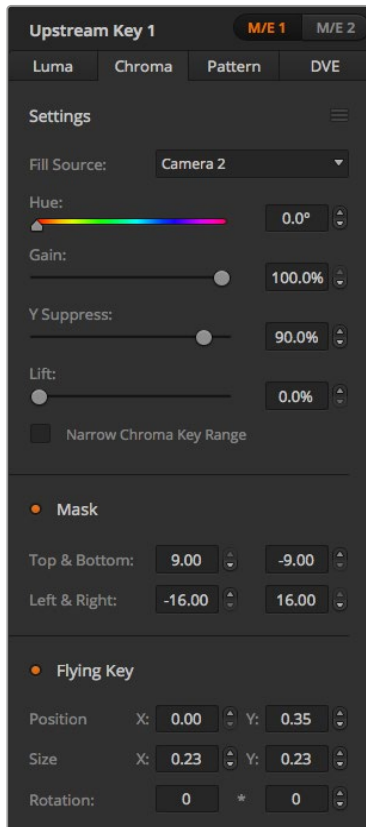 Upstream Key 1 M/E 1 M/E 2
Luma Chroma Pattern DVE
Settings
Fill Source: Camera 2
Hue:
0.0°
Gain:
100.0%
Y Suppress:
90.0%
Lift:
0.0%
Narrow Chroma Key Range
Mask
Top & Bottom: 9.00 -9.00
Left & Right: -16.00 16.00
Flying Key
Position X: 0.00 Y: 0.35
Size X: 0.23 Y: 0.23
Rotation: 0 * 0